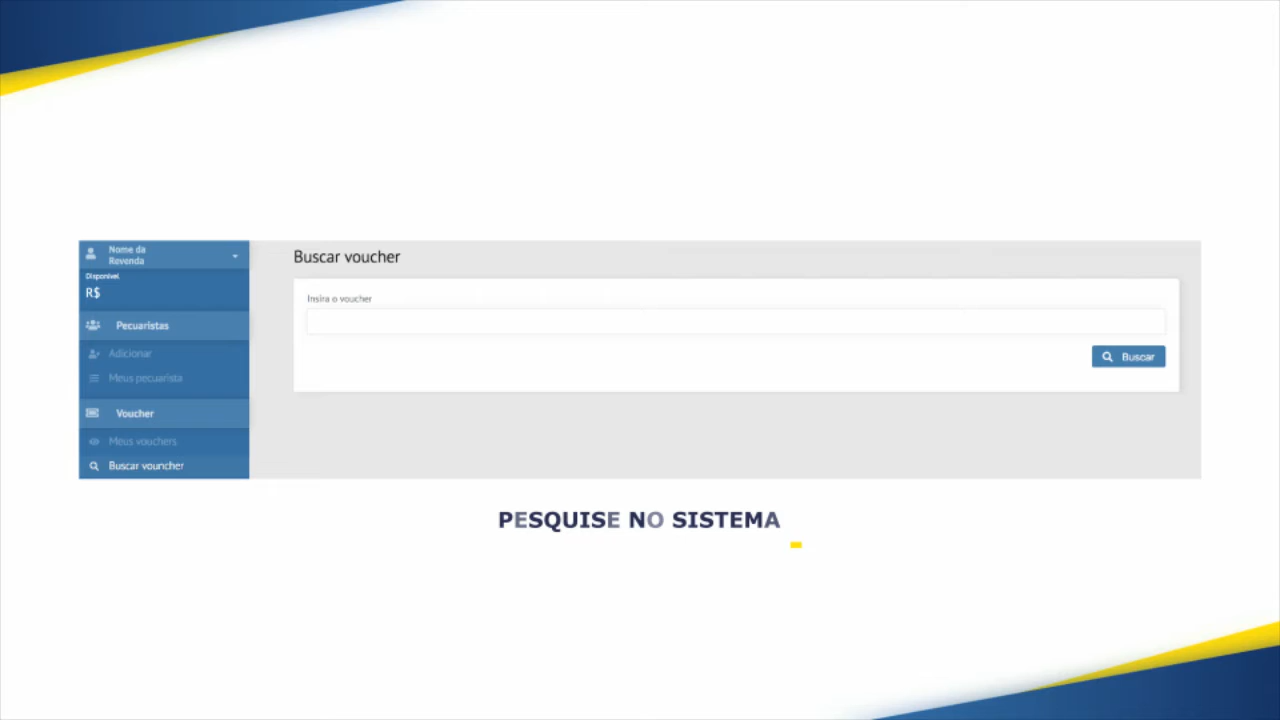 Nome da
Revenda
Disponível
R$
Pecuaristas
Adicionar
Meus pecuarista
Voucher
Meus vouchers
Buscar vouncher
Buscar voucher
Insira o voucher
Buscar
PESQUISE NO SISTEMA